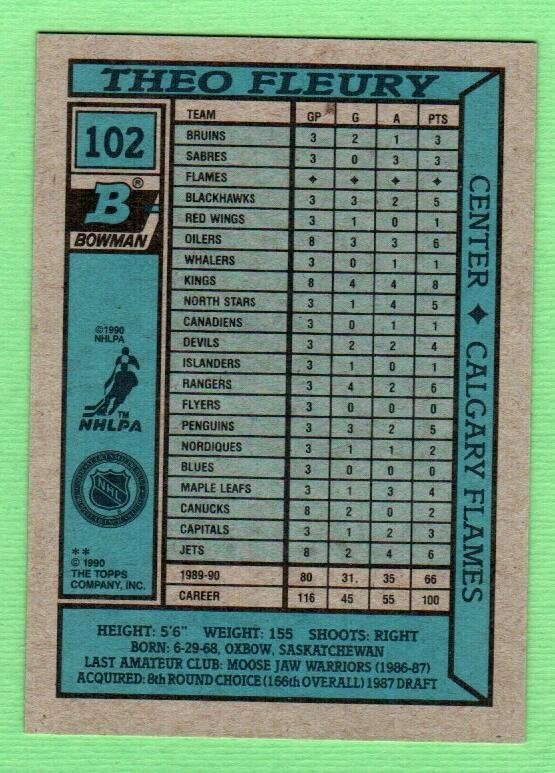 THEO FLEURY
102
B®
BOWMAN
©1990
NHLPA
TM
NHLPA
NHL
**
© 1990
THE TOPPS
COMPANY, INC.
TEAM GP G A PTS
BRUINS 3 2 1 3
SABRES 3 0 3 3
FLAMES ✦ ✦ ✦ ✦
BLACKHAWKS 3 3 2 5
RED WINGS 3 1 0 1
OILERS 8 3 3 6
WHALERS 3 0 1 1
KINGS 8 4 4 8
NORTH STARS 3 1 4 5
CANADIENS 3 0 1 1
DEVILS 3 2 2 4
ISLANDERS 3 1 0 1
RANGERS 3 4 2 6
FLYERS 3 0 0 0
PENGUINS 3 3 2 5
NORDIQUES 3 1 1 2
BLUES 3 0 0 0
MAPLE LEAFS 3 1 3 4
CANUCKS 8 2 0 2
CAPITALS 3 1 2 3
JETS 8 2 4 6
1989-90 80 31. 35 66
CAREER 116 45 55 100
CENTER ✦ CALGARY FLAMES
HEIGHT: 5'6" WEIGHT: 155 SHOOTS: RIGHT
BORN: 6-29-68, OXBOW, SASKATCHEWAN
LAST AMATEUR CLUB: MOOSE JAW WARRIORS (1986-87)
ACQUIRED: 8th ROUND CHOICE (166th OVERALL) 1987 DRAFT